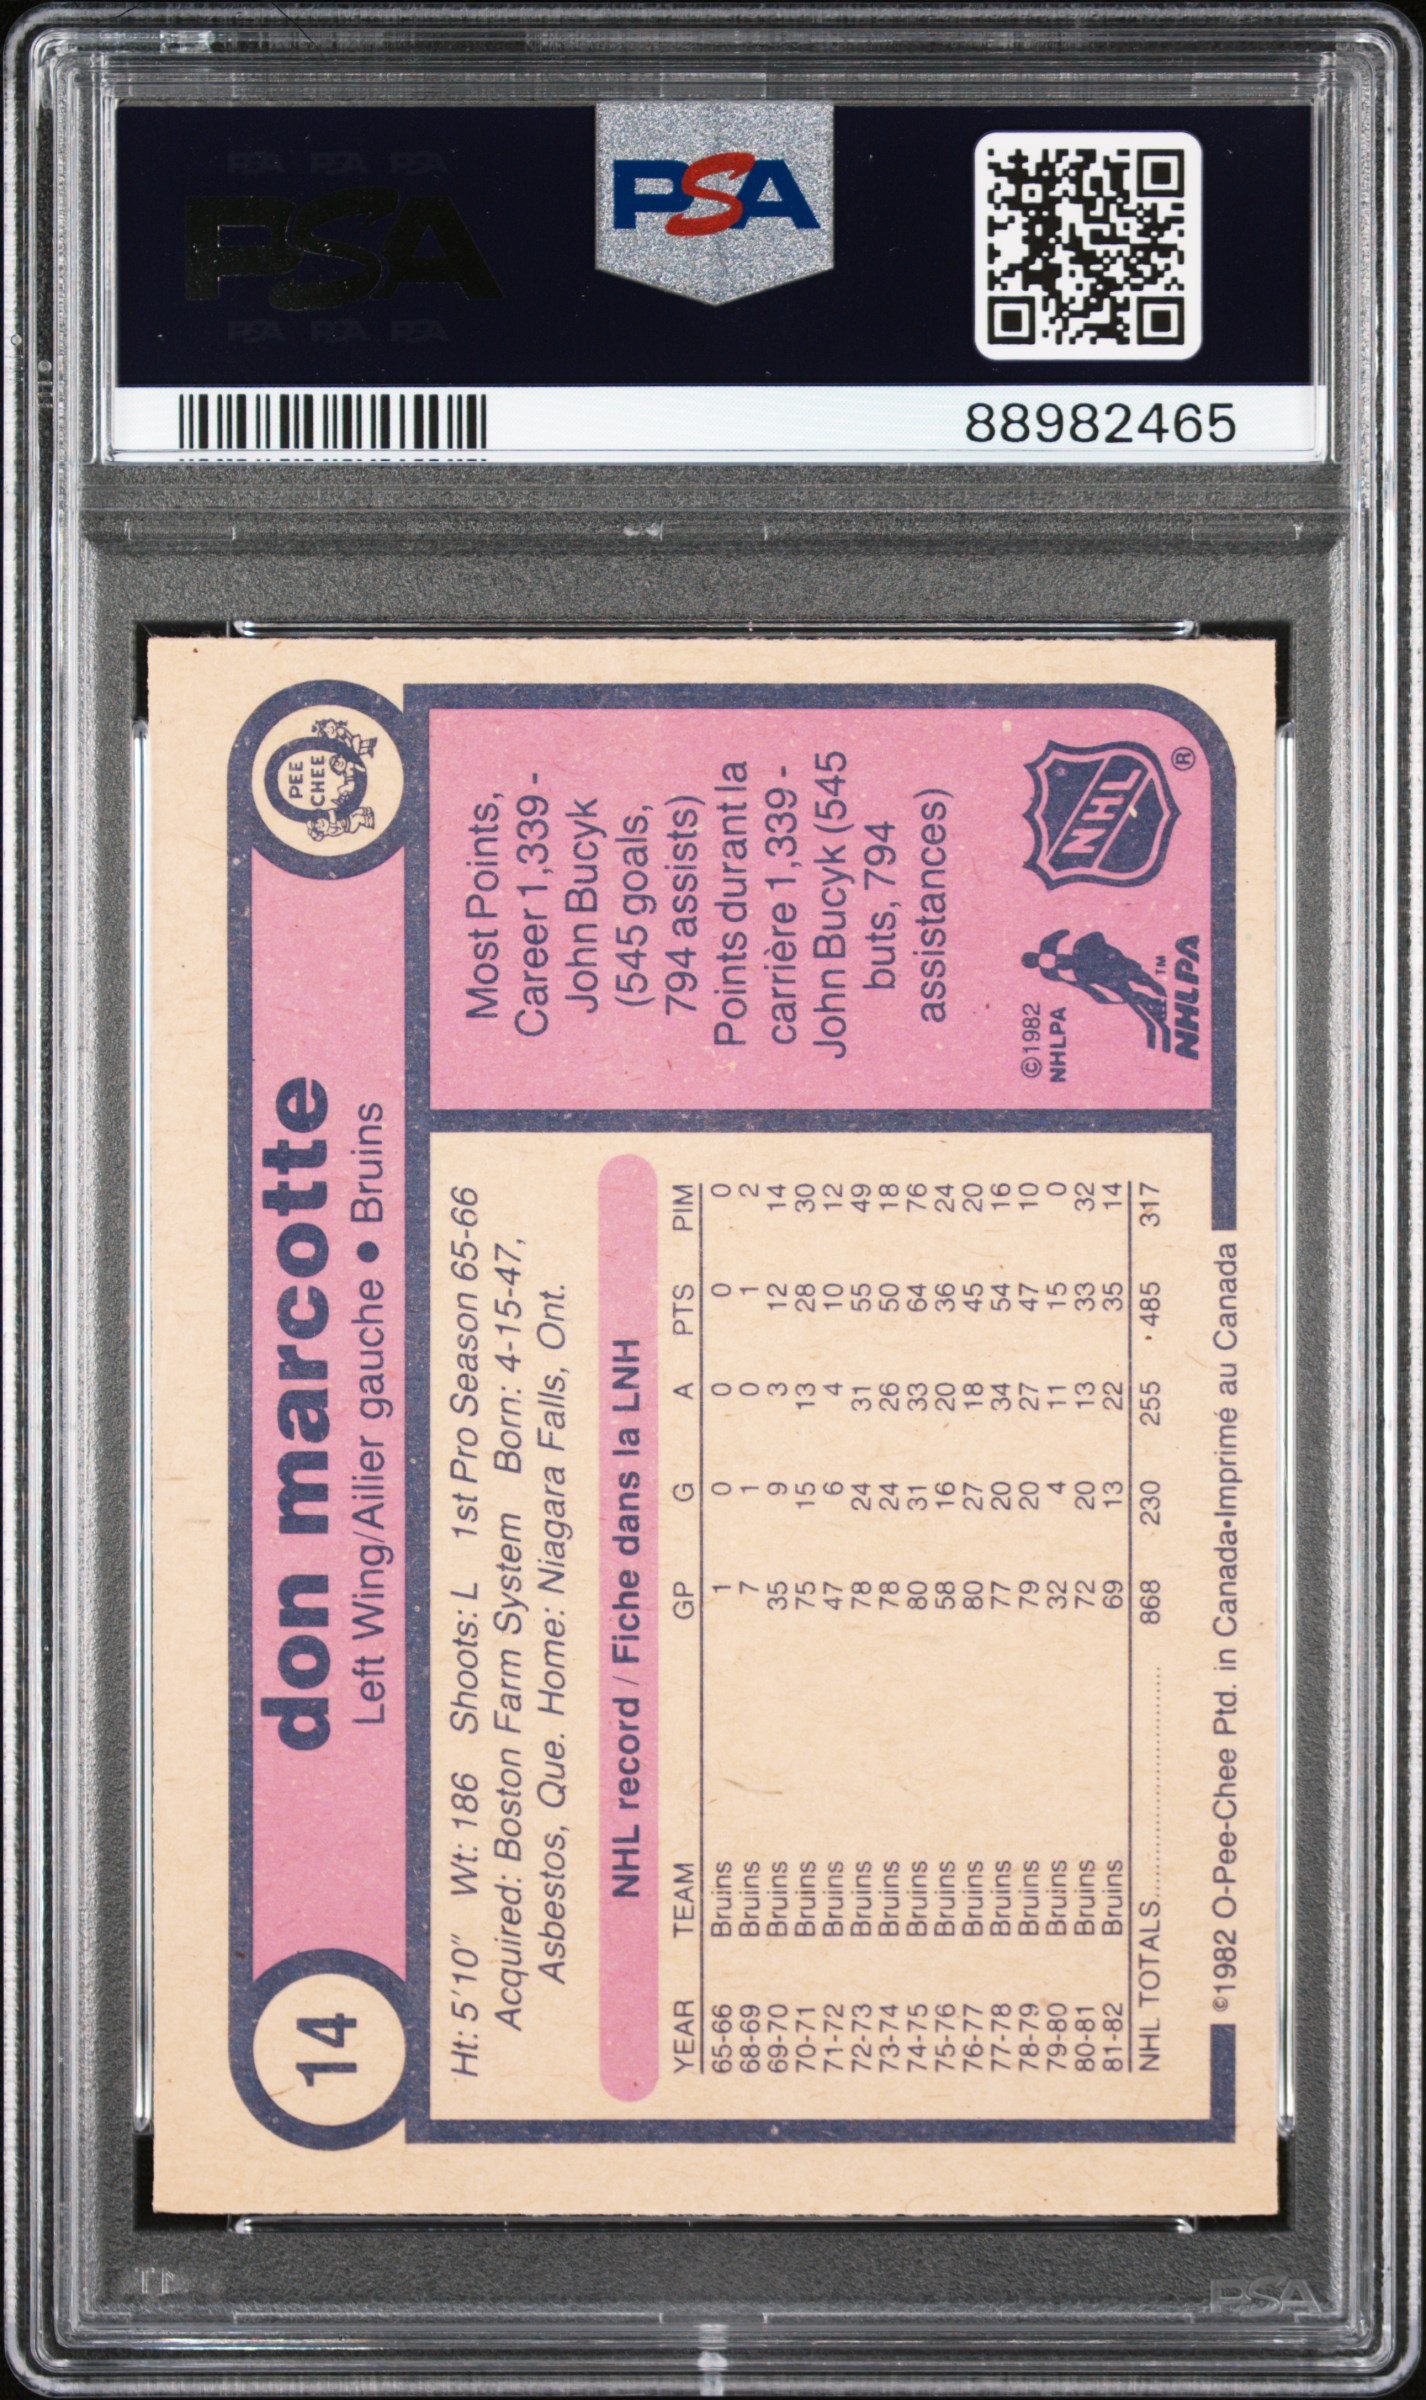 PSA PSA PSA
PSA
PSA PSA PSA
PSA
88982465
14
don marcotte
Left Wing/Ailier gauche • Bruins
PEE
CHEE
Ht: 5'10" Wt: 186 Shoots: L 1st Pro Season 65-66
Acquired: Boston Farm System Born: 4-15-47,
Asbestos, Que. Home: Niagara Falls, Ont.
NHL record / Fiche dans la LNH
YEAR TEAM GP G A PTS PIM
65-66 Bruins 1 0 0 0 0
68-69 Bruins 7 1 0 1 2
69-70 Bruins 35 9 3 12 14
70-71 Bruins 75 15 13 28 30
71-72 Bruins 47 6 4 10 12
72-73 Bruins 78 24 31 55 49
73-74 Bruins 78 24 26 50 18
74-75 Bruins 80 31 33 64 76
75-76 Bruins 58 16 20 36 24
76-77 Bruins 80 27 18 45 20
77-78 Bruins 77 20 34 54 16
78-79 Bruins 79 20 27 47 10
79-80 Bruins 32 4 11 15 0
80-81 Bruins 72 20 13 33 32
81-82 Bruins 69 13 22 35 14
NHL TOTALS.......................... 868 230 255 485 317
Most Points,
Career 1,339 -
John Bucyk
(545 goals,
794 assists)
Points durant la
carrière 1,339 -
John Bucyk (545
buts, 794
assistances)
©1982
NHLPA
TM
NHLPA
NHL
®
©1982 O-Pee-Chee Ptd. in Canada•Imprimé au Canada
PSA